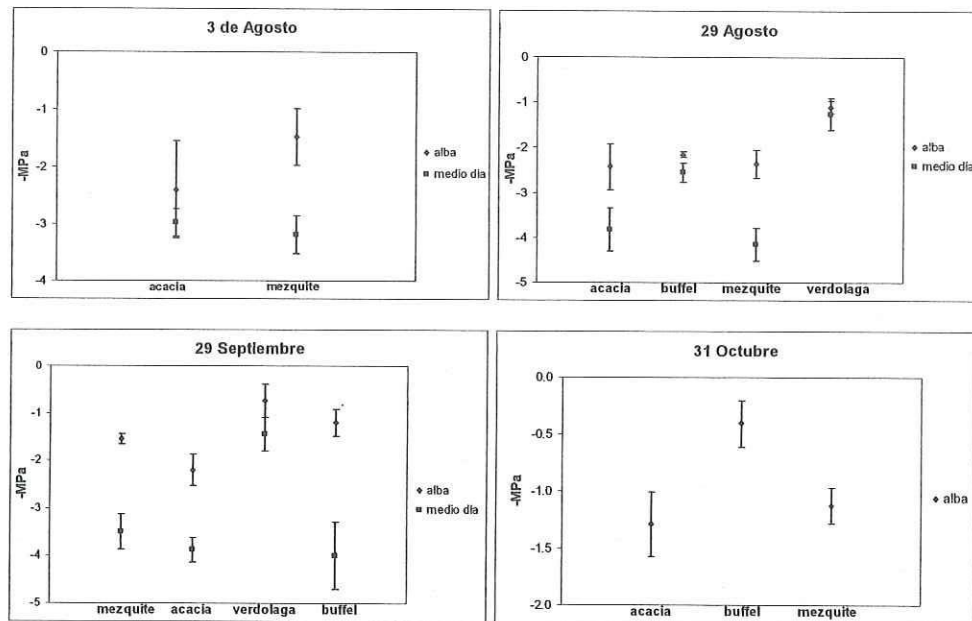 3 de Agosto
0
-1
-2
-3
-4
-MPa
acacia mezquite
alba
medio dia
29 Agosto
0
-1
-2
-3
-4
-5
-MPa
acacia buffel mezquite verdolaga
alba
medio dia
29 Septiembre
0
-1
-2
-3
-4
-5
-MPa
mezquite acacia verdolaga buffel
alba
medio dia
31 Octubre
0.0
-0.5
-1.0
-1.5
-2.0
-MPa
acacia buffel mezquite
alba